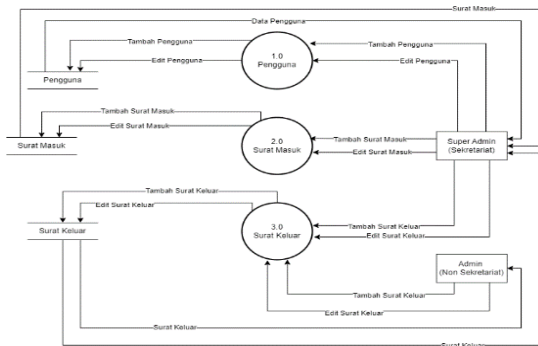 Surat Masuk
Data Pengguna
Tambah Pengguna
Edit Pengguna
1.0
Pengguna
Tambah Pengguna
Edit Pengguna
Pengguna
Tambah Surat Masuk
Edit Surat Masuk
2.0
Surat Masuk
Tambah Surat Masuk
Edit Surat Masuk
Super Admin
(Sekretariat)
Surat Masuk
Tambah Surat Keluar
Edit Surat Keluar
3.0
Surat Keluar
Tambah Surat Keluar
Edit Surat Keluar
Surat Keluar
Admin
(Non Sekretariat)
Tambah Surat Keluar
Edit Surat Keluar
Surat Keluar
Surat Keluar